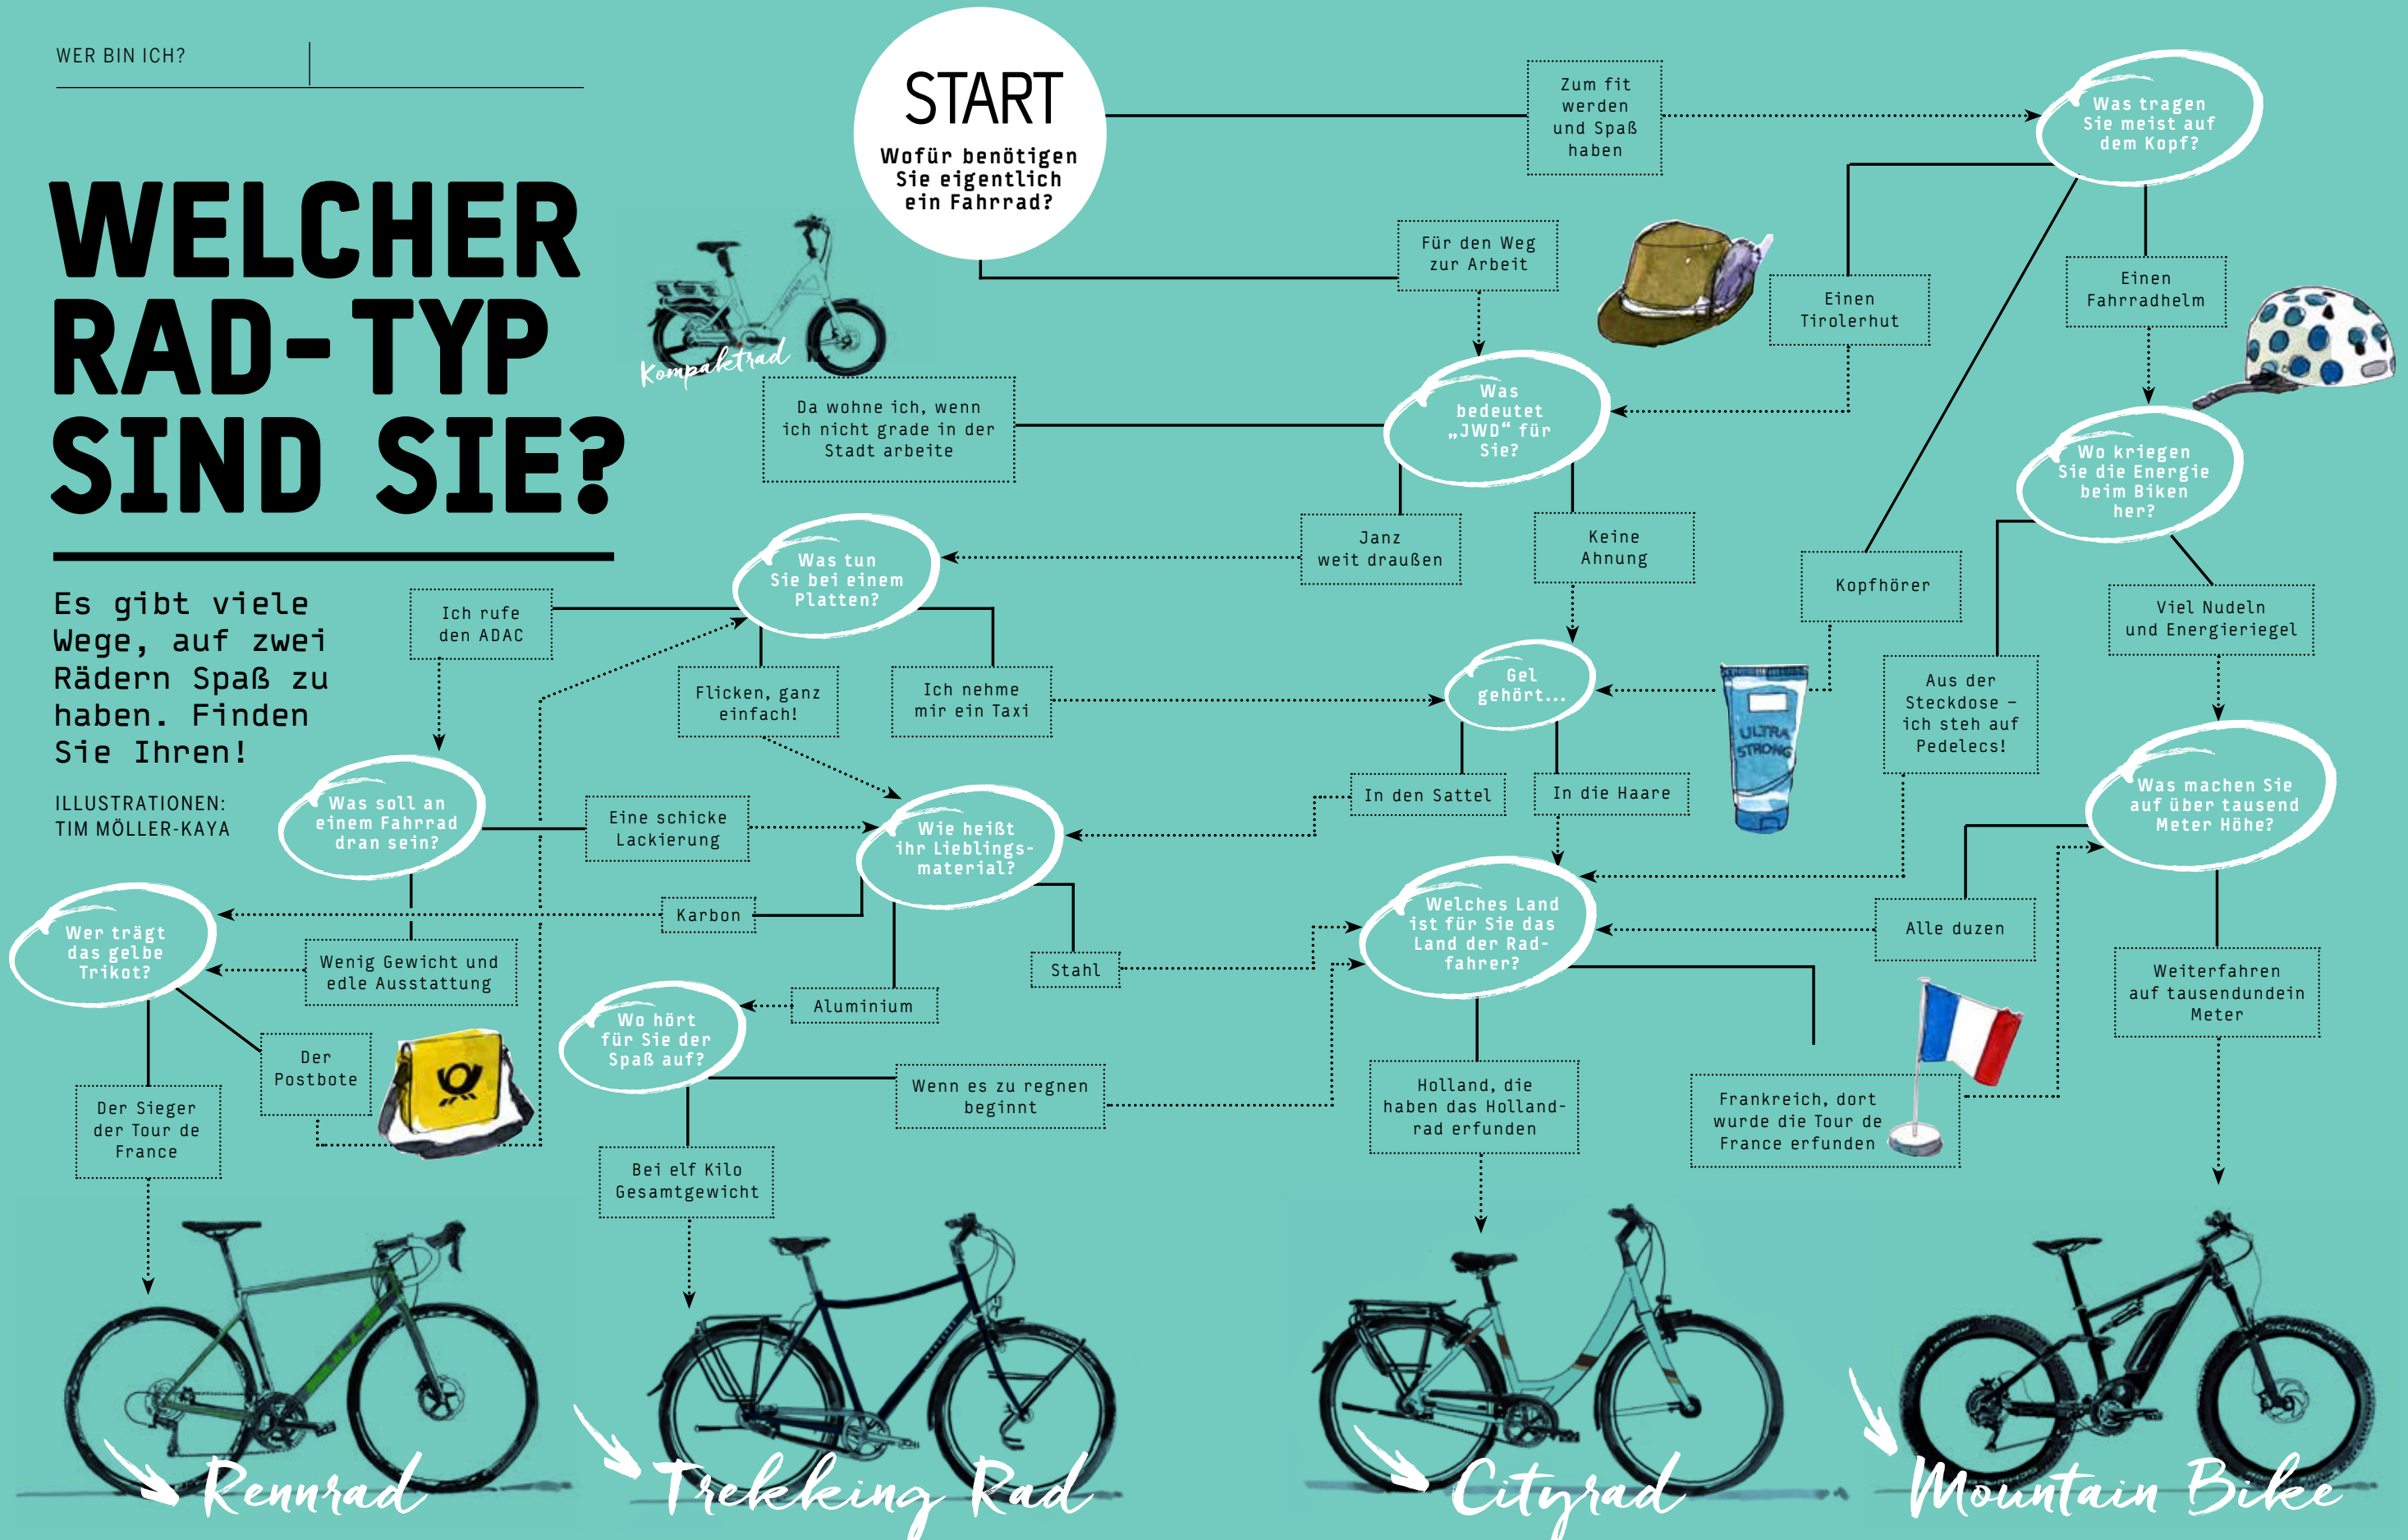 WER BIN ICH?
WELCHER
RAD-TYP
SIND SIE?
Es gibt viele
Wege, auf zwei
Rädern Spaß zu
haben. Finden
Sie Ihren!
ILLUSTRATIONEN:
TIM MÖLLER-KAYA
START
Wofür benötigen
Sie eigentlich
ein Fahrrad?
Zum fit
werden
und Spaß
haben
Was tragen
Sie meist auf
dem Kopf?
Für den Weg
zur Arbeit
Einen
Tirolerhut
Einen
Fahrradhelm
Kompaktrad
Da wohne ich, wenn
ich nicht grade in der
Stadt arbeite
Was
bedeutet
„JWD“ für
Sie?
Wo kriegen
Sie die Energie
beim Biken
her?
Janz
weit draußen
Keine
Ahnung
Kopfhörer
Viel Nudeln
und Energieriegel
Was tun
Sie bei einem
Platten?
Ich rufe
den ADAC
Flicken, ganz
einfach!
Ich nehme
mir ein Taxi
Gel
gehört...
ULTRA
STRONG
Aus der
Steckdose –
ich steh auf
Pedelecs!
Was soll an
einem Fahrrad
dran sein?
Eine schicke
Lackierung
Wie heißt
ihr Lieblings-
material?
In den Sattel
In die Haare
Was machen Sie
auf über tausend
Meter Höhe?
Wer trägt
das gelbe
Trikot?
Karbon
Wenig Gewicht und
edle Ausstattung
Stahl
Aluminium
Welches Land
ist für Sie das
Land der Rad-
fahrer?
Alle duzen
Weiterfahren
auf tausendundein
Meter
Der
Postbote
Der Sieger
der Tour de
France
Wo hört
für Sie der
Spaß auf?
Wenn es zu regnen
beginnt
Bei elf Kilo
Gesamtgewicht
Holland, die
haben das Holland-
rad erfunden
Frankreich, dort
wurde die Tour de
France erfunden
Rennrad
Trekking Rad
Cityrad
Mountain Bike